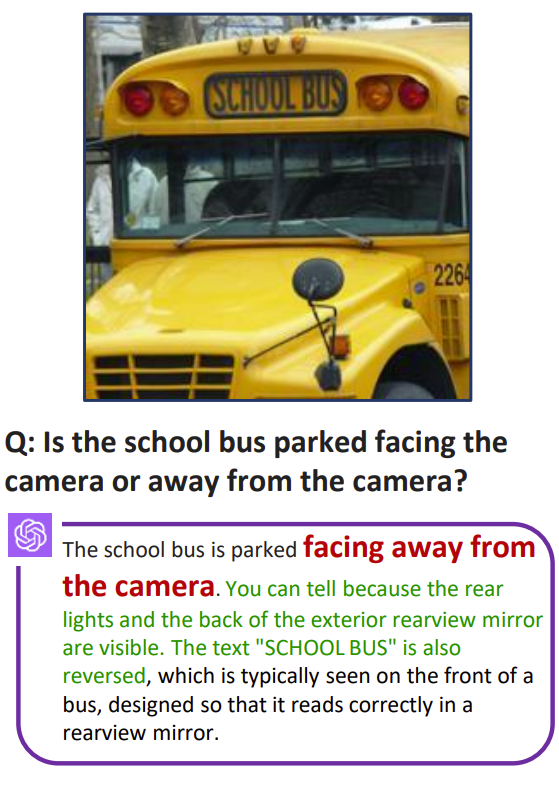 SCHOOL BUS
2264
Q: Is the school bus parked facing the
camera or away from the camera?
The school bus is parked facing away from
the camera. You can tell because the rear
lights and the back of the exterior rearview mirror
are visible. The text "SCHOOL BUS" is also
reversed, which is typically seen on the front of a
bus, designed so that it reads correctly in a
rearview mirror.